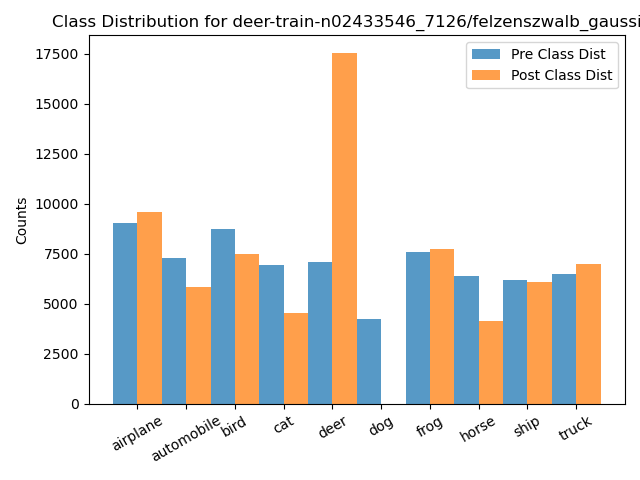 Class Distribution for deer-train-n02433546_7126/felzenszwalb_gaussi
Pre Class Dist
Post Class Dist
17500
15000
12500
10000
7500
5000
2500
0
Counts
airplane
automobile
bird
cat
deer
dog
frog
horse
ship
truck